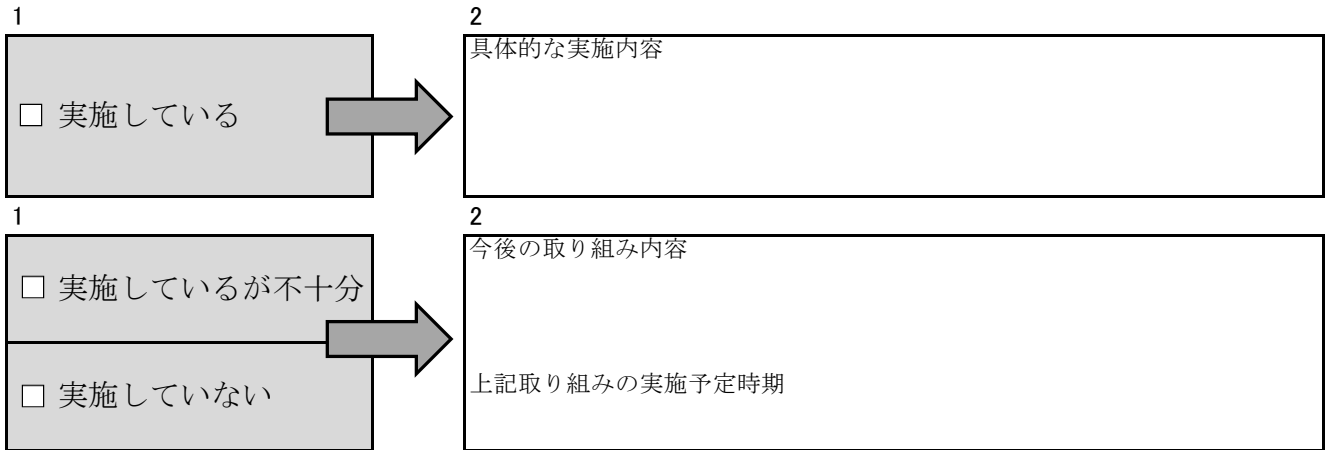 1
2
□ 実施している
具体的な実施内容
1
2
□ 実施しているが不十分
□ 実施していない
今後の取り組み内容
上記取り組みの実施予定時期